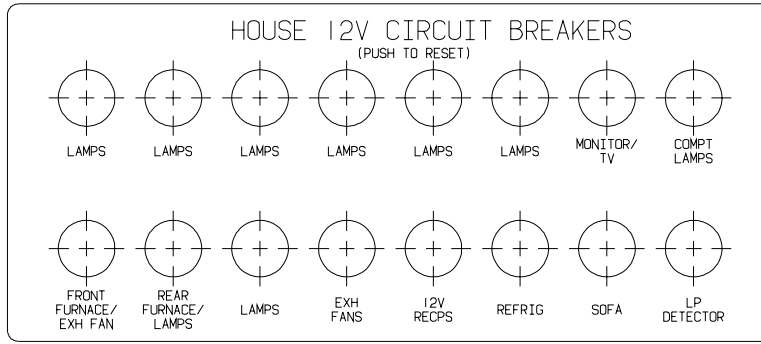 HOUSE 12V CIRCUIT BREAKERS
(PUSH TO RESET)
LAMPS LAMPS LAMPS LAMPS LAMPS LAMPS MONITOR/ COMPT
TV LAMPS
FRONT REAR LAMPS EXH 12V REFRIG SOFA LP
FURNACE/ FURNACE/ FANS RECPS DETECTOR
EXH FAN LAMPS